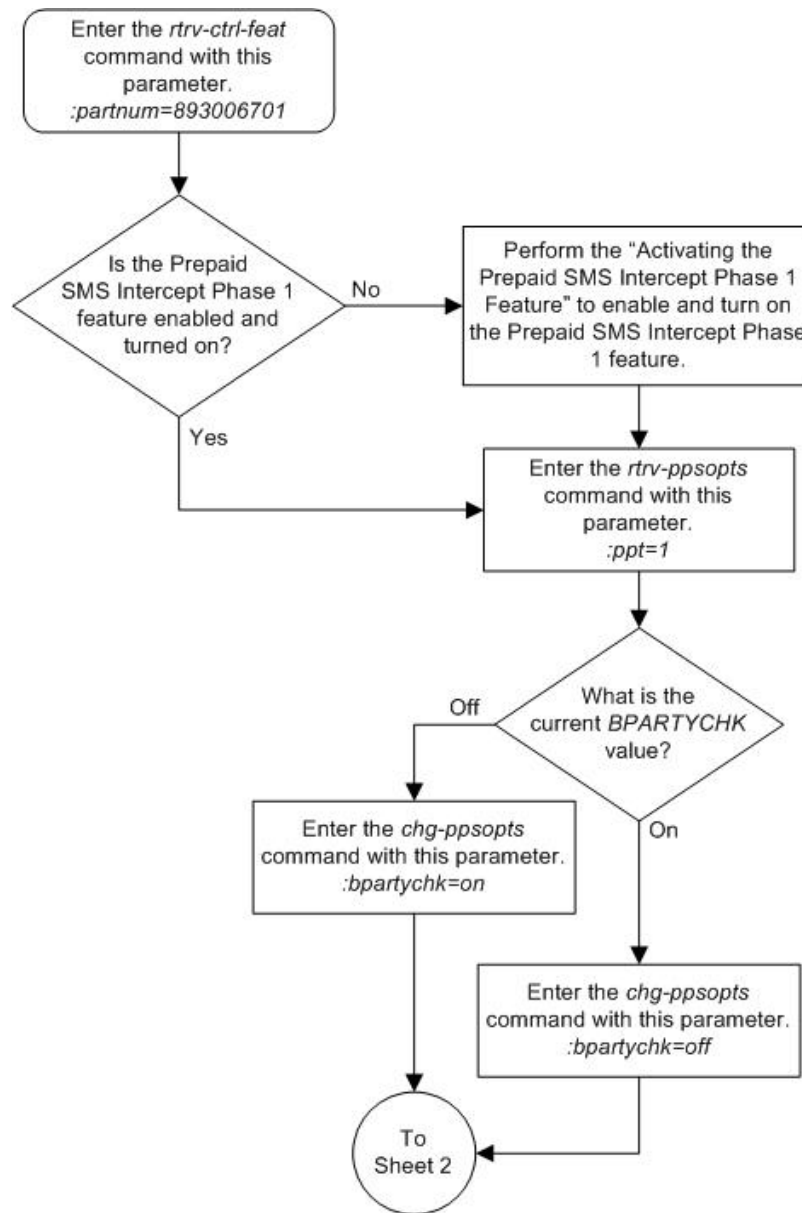 Enter the rtrv-ctrl-feat
command with this
parameter.
:partnum=893006701
Is the Prepaid
SMS Intercept Phase 1
feature enabled and
turned on?
No
Perform the “Activating the
Prepaid SMS Intercept Phase 1
Feature" to enable and turn on
the Prepaid SMS Intercept Phase
1 feature.
Yes
Enter the rtrv-ppsopts
command with this
parameter.
:ppt=1
What is the
current BPARTYCHK
value?
Off
On
Enter the chg-ppsopts
command with this parameter.
:bpartychk=on
Enter the chg-ppsopts
command with this parameter.
:bpartychk=off
To
Sheet 2